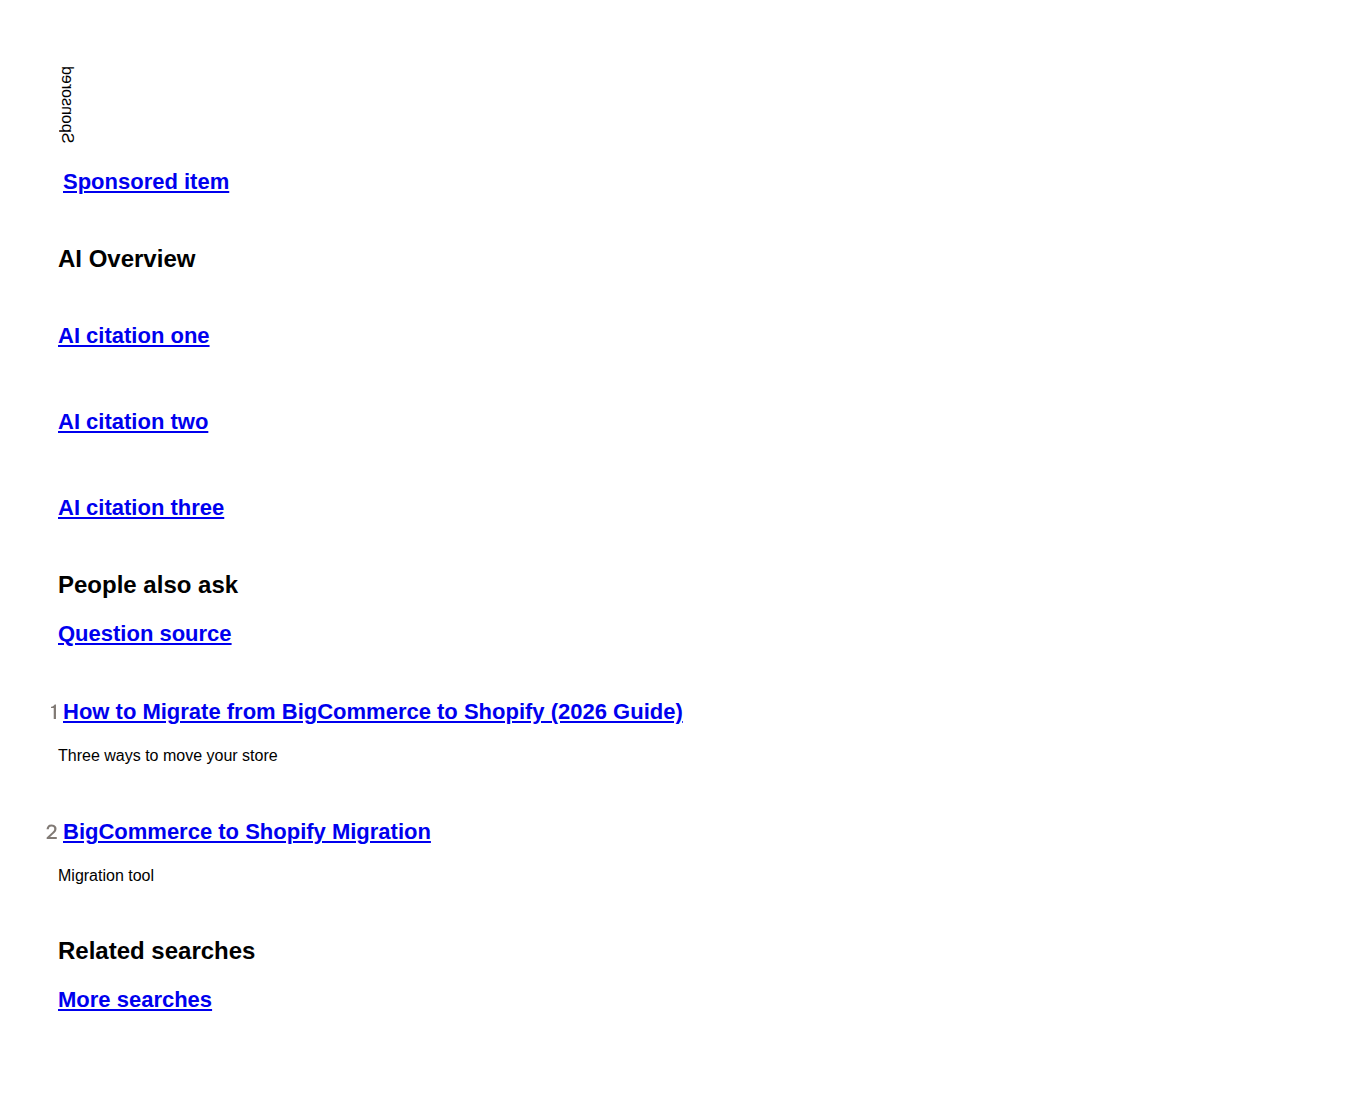 Sponsored
Sponsored item
AI Overview
AI citation one
AI citation two
AI citation three
People also ask
Question source
1 How to Migrate from BigCommerce to Shopify (2026 Guide)
Three ways to move your store
2 BigCommerce to Shopify Migration
Migration tool
Related searches
More searches